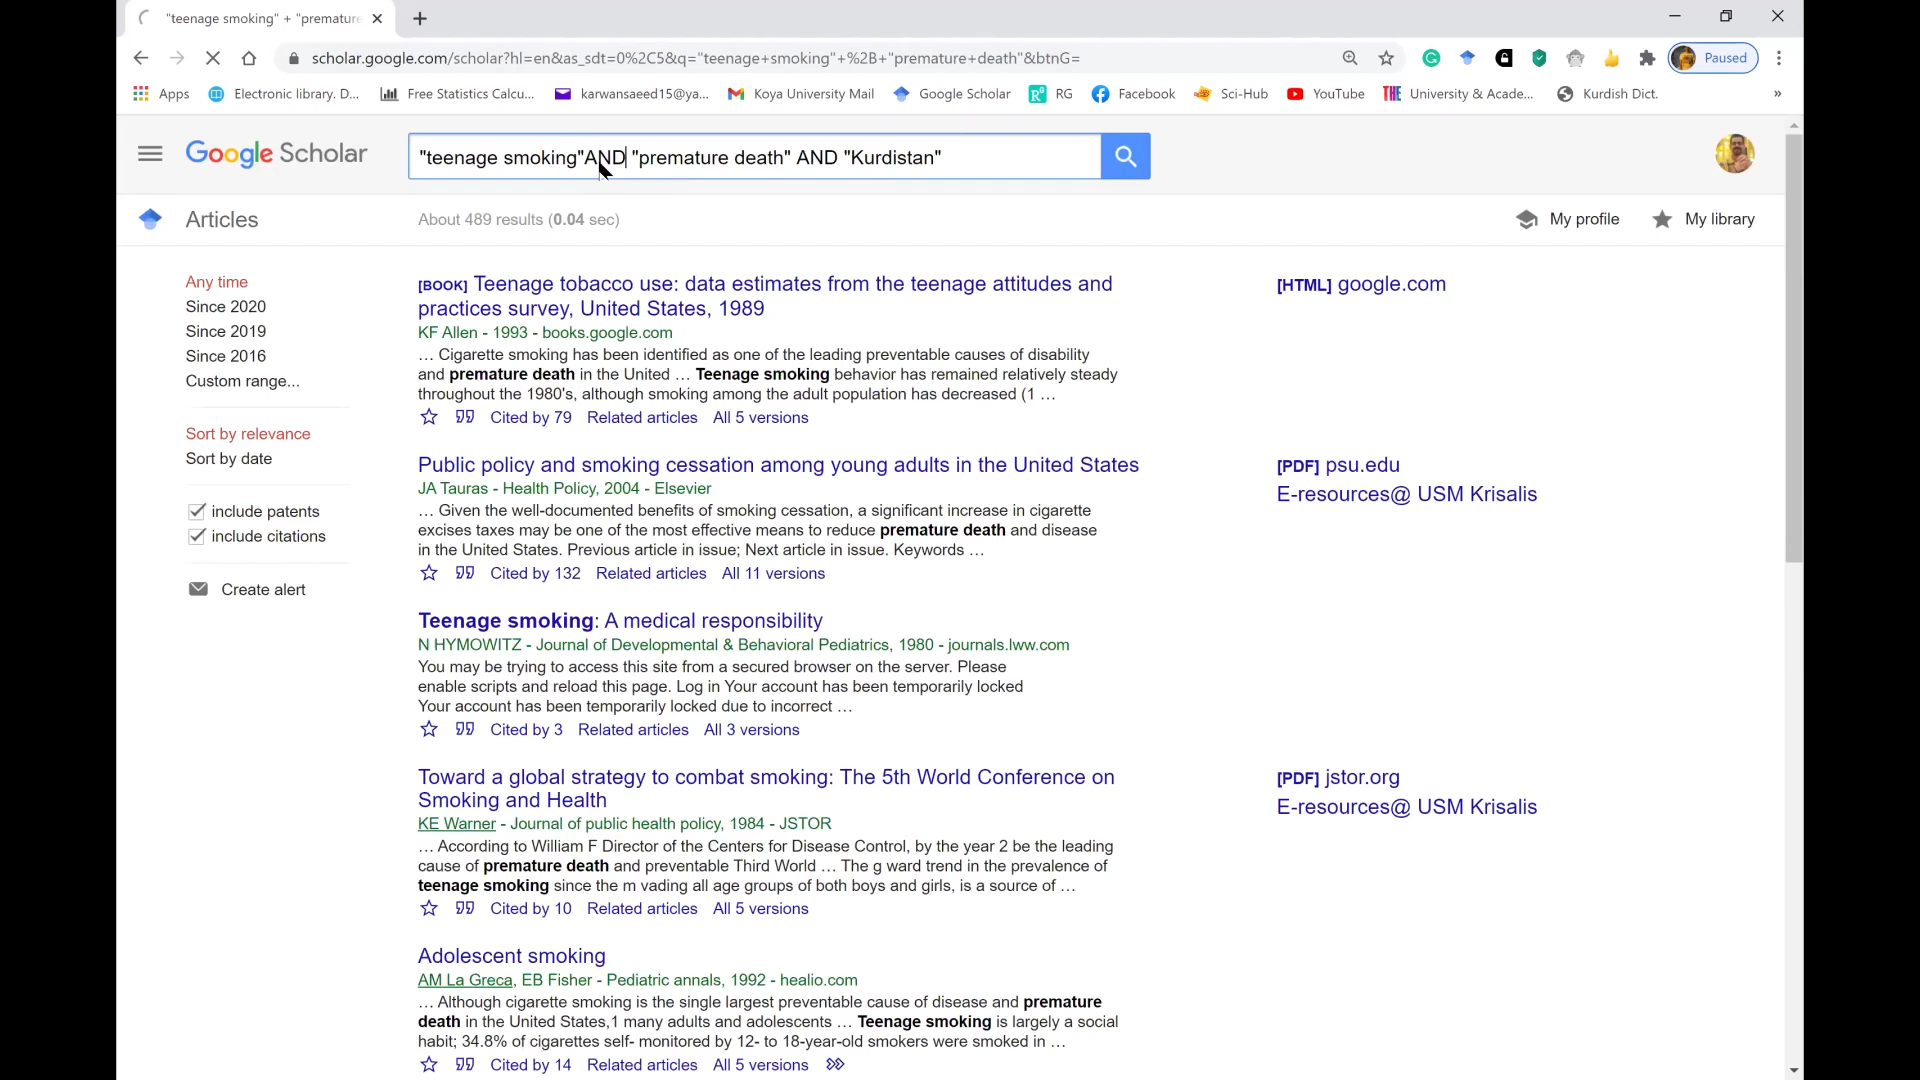 "teenage smoking" + "premature
Paused
scholar.google.com/scholar?hl=en&as_sdt=0%2C5&q="teenage+smoking"+%2B+"premature+death"&btnG=
Apps Electronic library. D... Free Statistics Calcu... karwansaeed15@ya... Koya University Mail Google Scholar RG Facebook Sci-Hub YouTube THE University & Acade... Kurdish Dict. »
Google Scholar
"teenage smoking"AND "premature death" AND "Kurdistan"
Articles
About 489 results (0.04 sec)
My profile
My library
Any time
Since 2020
Since 2019
Since 2016
Custom range...
Sort by relevance
Sort by date
include patents
include citations
Create alert
[BOOK] Teenage tobacco use: data estimates from the teenage attitudes and
practices survey, United States, 1989
KF Allen - 1993 - books.google.com
… Cigarette smoking has been identified as one of the leading preventable causes of disability
and premature death in the United … Teenage smoking behavior has remained relatively steady
throughout the 1980's, although smoking among the adult population has decreased (1 …
Cited by 79 Related articles All 5 versions
[HTML] google.com
Public policy and smoking cessation among young adults in the United States
JA Tauras - Health Policy, 2004 - Elsevier
… Given the well-documented benefits of smoking cessation, a significant increase in cigarette
excises taxes may be one of the most effective means to reduce premature death and disease
in the United States. Previous article in issue; Next article in issue. Keywords …
Cited by 132 Related articles All 11 versions
[PDF] psu.edu
E-resources@ USM Krisalis
Teenage smoking: A medical responsibility
N HYMOWITZ - Journal of Developmental & Behavioral Pediatrics, 1980 - journals.lww.com
You may be trying to access this site from a secured browser on the server. Please
enable scripts and reload this page. Log in Your account has been temporarily locked
Your account has been temporarily locked due to incorrect …
Cited by 3 Related articles All 3 versions
Toward a global strategy to combat smoking: The 5th World Conference on
Smoking and Health
KE Warner - Journal of public health policy, 1984 - JSTOR
… According to William F Director of the Centers for Disease Control, by the year 2 be the leading
cause of premature death and preventable Third World … The g ward trend in the prevalence of
teenage smoking since the m vading all age groups of both boys and girls, is a source of …
Cited by 10 Related articles All 5 versions
[PDF] jstor.org
E-resources@ USM Krisalis
Adolescent smoking
AM La Greca, EB Fisher - Pediatric annals, 1992 - healio.com
… Although cigarette smoking is the single largest preventable cause of disease and premature
death in the United States,1 many adults and adolescents … Teenage smoking is largely a social
habit; 34.8% of cigarettes self- monitored by 12- to 18-year-old smokers were smoked in …
Cited by 14 Related articles All 5 versions